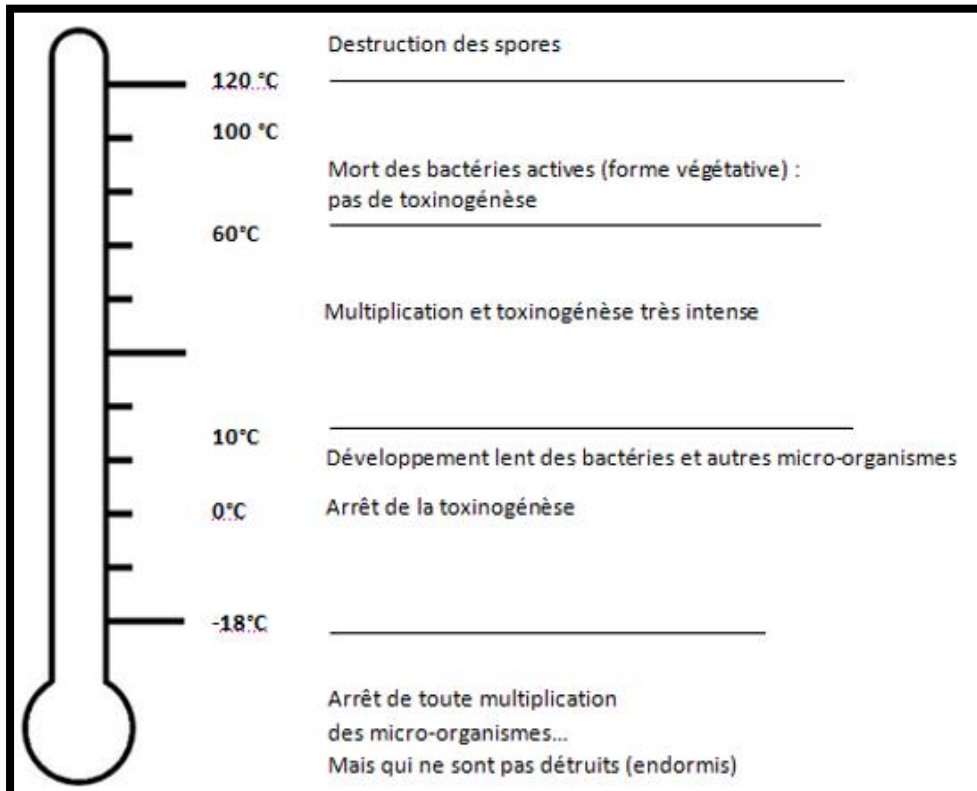 Destruction des spores
120 °C
100 °C
Mort des bactéries actives (forme végétative) :
pas de toxinogénèse
60°C
Multiplication et toxinogénèse très intense
10°C
Développement lent des bactéries et autres micro-organismes
0°C
Arrêt de la toxinogénèse
-18°C
Arrêt de toute multiplication
des micro-organismes...
Mais qui ne sont pas détruits (endormis)